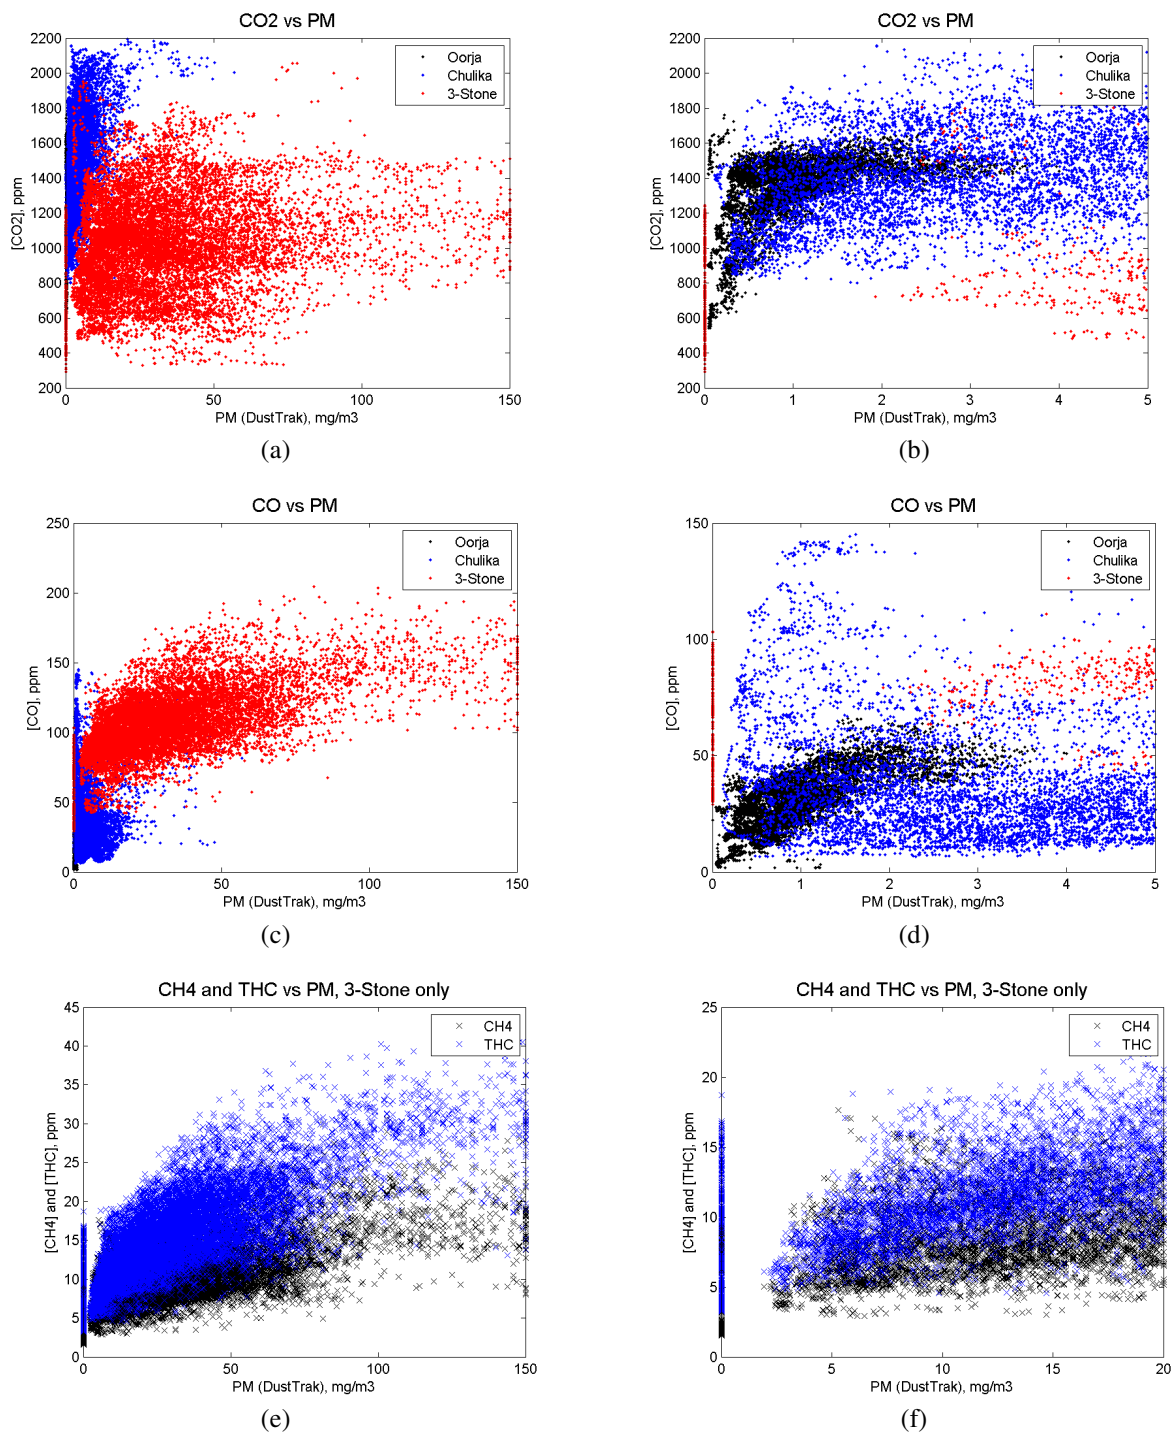 CO2 vs PM
2200
2000
1800
1600
1400
1200
1000
800
600
400
200
[CO2], ppm
Oorja
Chulika
3-Stone
0 50 100 150
PM (DustTrak), mg/m3
(a)
CO2 vs PM
2200
2000
1800
1600
1400
1200
1000
800
600
400
200
[CO2], ppm
Oorja
Chulika
3-Stone
0 1 2 3 4 5
PM (DustTrak), mg/m3
(b)
CO vs PM
250
200
150
100
50
0
[CO], ppm
Oorja
Chulika
3-Stone
0 50 100 150
PM (DustTrak), mg/m3
(c)
CO vs PM
150
100
50
0
[CO], ppm
Oorja
Chulika
3-Stone
0 1 2 3 4 5
PM (DustTrak), mg/m3
(d)
CH4 and THC vs PM, 3-Stone only
45
40
35
30
25
20
15
10
5
0
[CH4] and [THC], ppm
CH4
THC
0 50 100 150
PM (DustTrak), mg/m3
(e)
CH4 and THC vs PM, 3-Stone only
25
20
15
10
5
0
[CH4] and [THC], ppm
CH4
THC
0 5 10 15 20
PM (DustTrak), mg/m3
(f)